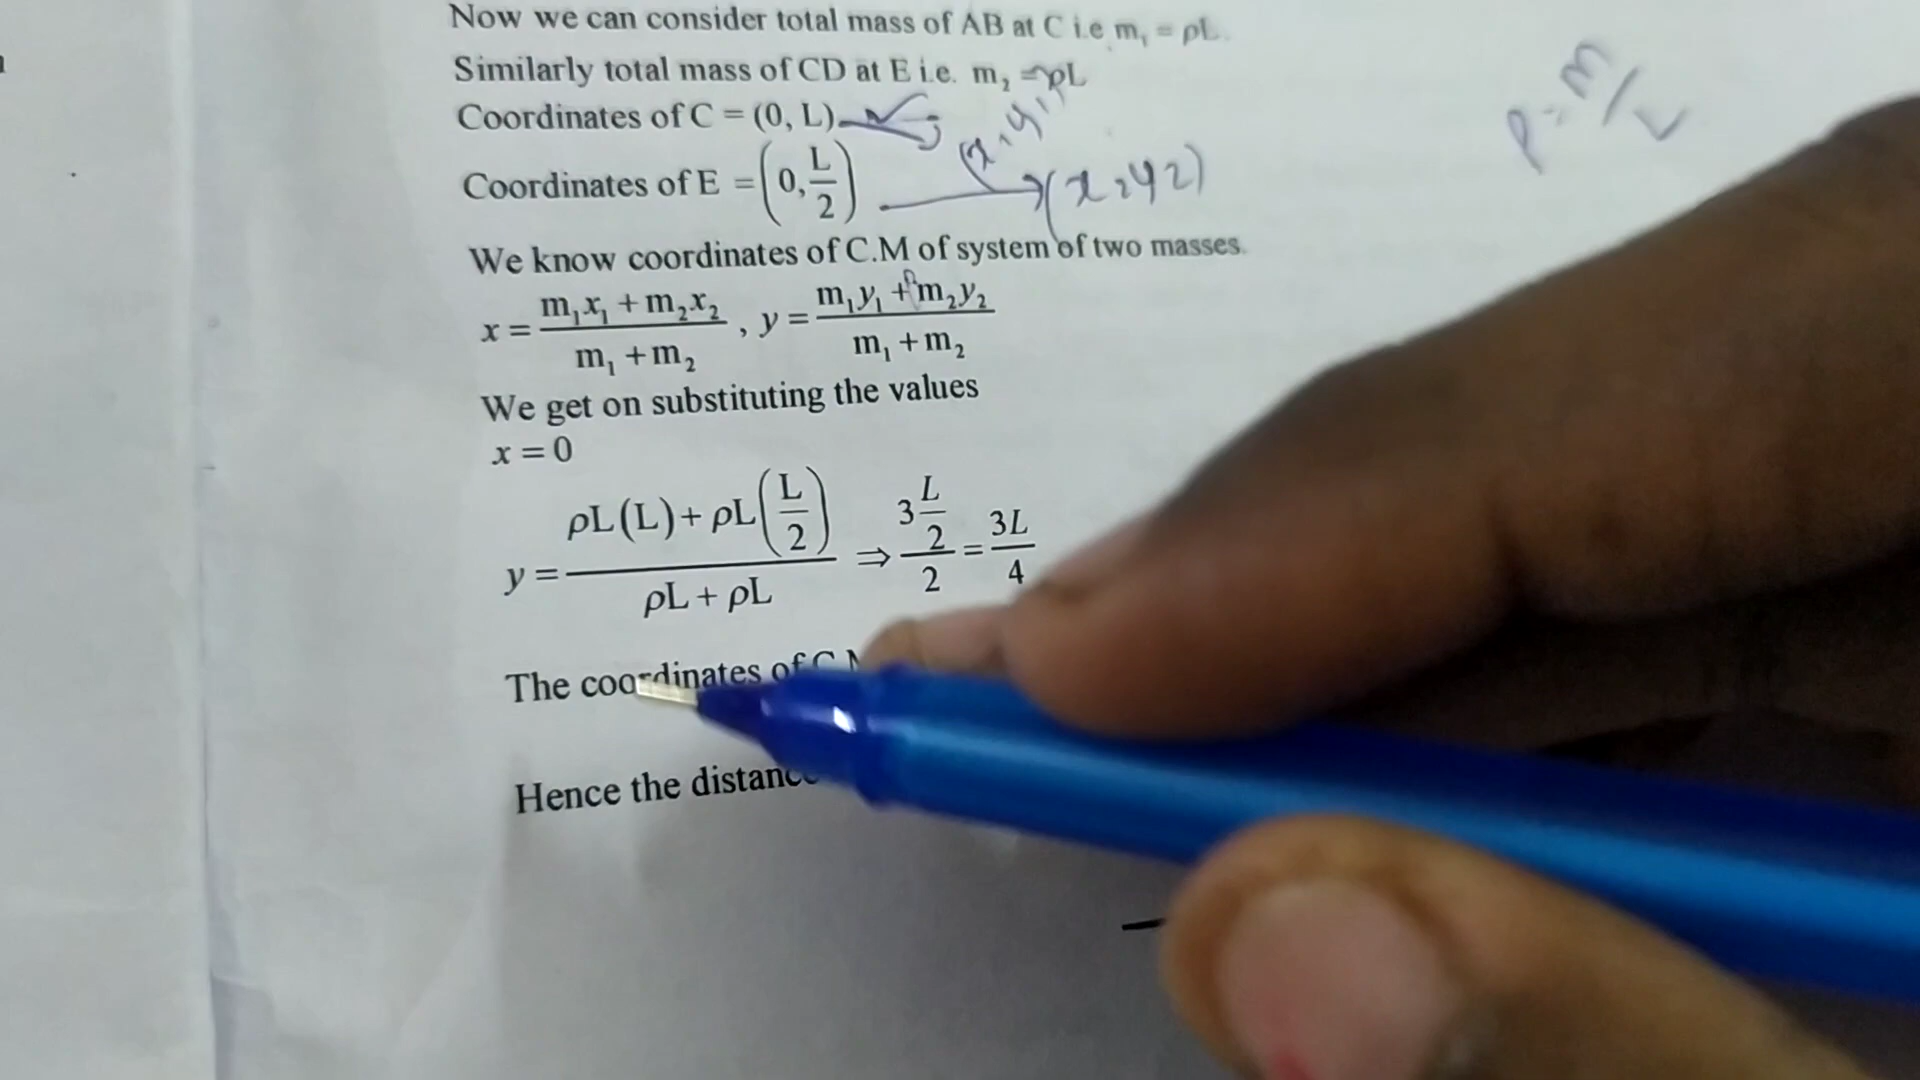 Now we can consider total mass of AB at C i.e m₁ = ρL.
Similarly total mass of CD at E i.e. m₂ = ρL
Coordinates of C = (0, L)
(x₁y₁)
ρ = m/L
Coordinates of E = (0, L/2)
(x₂y₂)
We know coordinates of C.M of system of two masses.
x = (m₁x₁ + m₂x₂)/(m₁ + m₂) , y = (m₁y₁ + m₂y₂)/(m₁ + m₂)
We get on substituting the values
x = 0
y = (ρL(L) + ρL(L/2))/(ρL + ρL) ⇒ (3 L/2)/2 = 3L/4
The coordinates of C.
Hence the distance